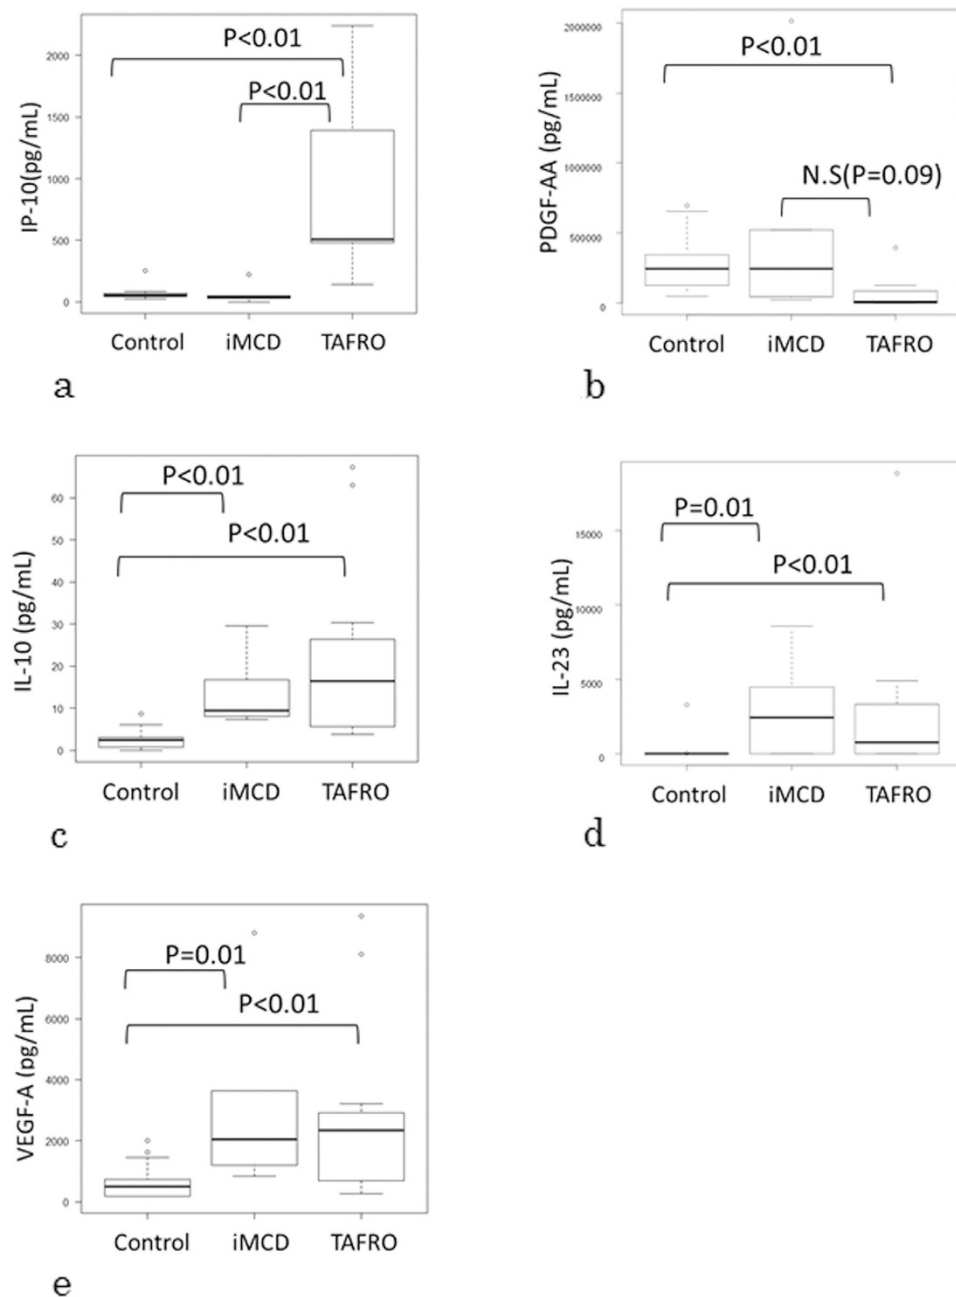 P<0.01
P<0.01
IP-10(pg/mL)
2000
1500
1000
500
0
Control iMCD TAFRO
a
P<0.01
N.S(P=0.09)
PDGF-AA (pg/mL)
2000000
1500000
1000000
500000
0
Control iMCD TAFRO
b
P<0.01
P<0.01
IL-10 (pg/mL)
60
50
40
30
20
10
0
Control iMCD TAFRO
c
P=0.01
P<0.01
IL-23 (pg/mL)
15000
10000
5000
0
Control iMCD TAFRO
d
P=0.01
P<0.01
VEGF-A (pg/mL)
8000
6000
4000
2000
0
Control iMCD TAFRO
e